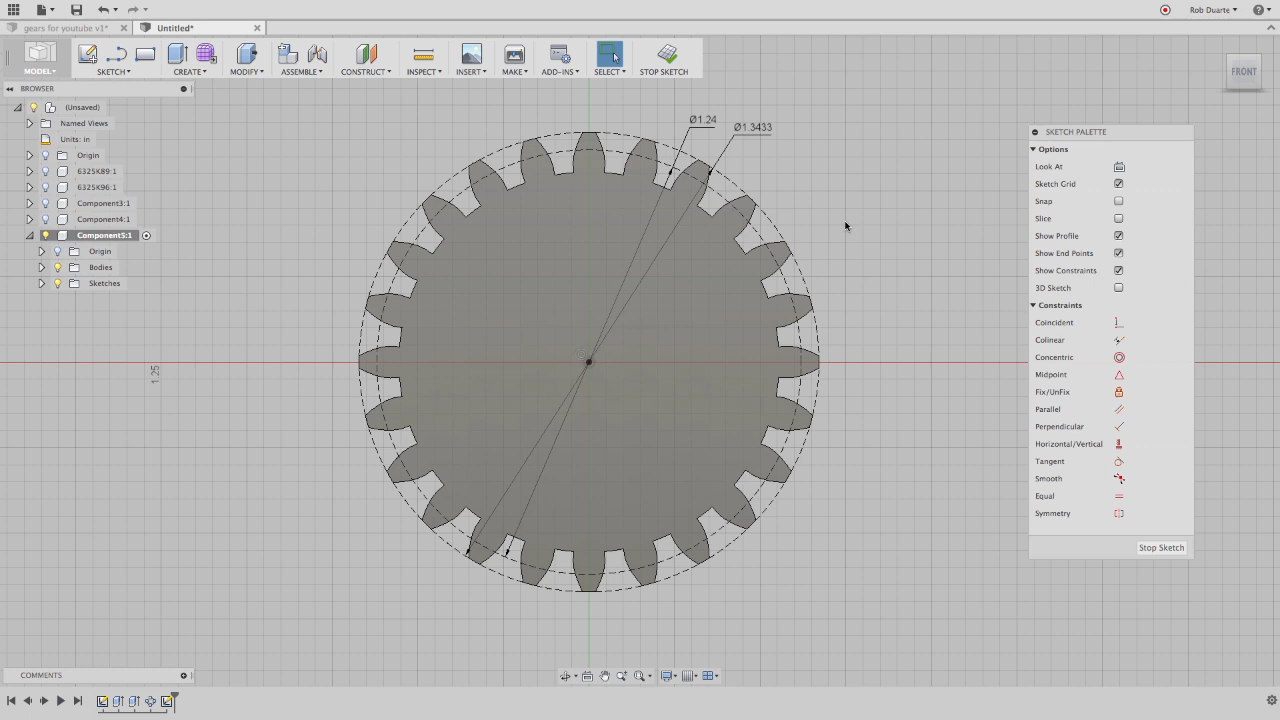 Rob Duarte
gears for youtube v1*
Untitled*
MODEL
SKETCH
CREATE
MODIFY
ASSEMBLE
CONSTRUCT
INSPECT
INSERT
MAKE
ADD-INS
SELECT
STOP SKETCH
FRONT
BROWSER
(Unsaved)
Named Views
Units: in
Origin
6325K89:1
6325K96:1
Component3:1
Component4:1
Component5:1
Origin
Bodies
Sketches
Ø1.24
Ø1.3433
1.25
SKETCH PALETTE
Options
Look At
Sketch Grid
Snap
Slice
Show Profile
Show End Points
Show Constraints
3D Sketch
Constraints
Coincident
Colinear
Concentric
Midpoint
Fix/UnFix
Parallel
Perpendicular
Horizontal/Vertical
Tangent
Smooth
Equal
Symmetry
Stop Sketch
COMMENTS